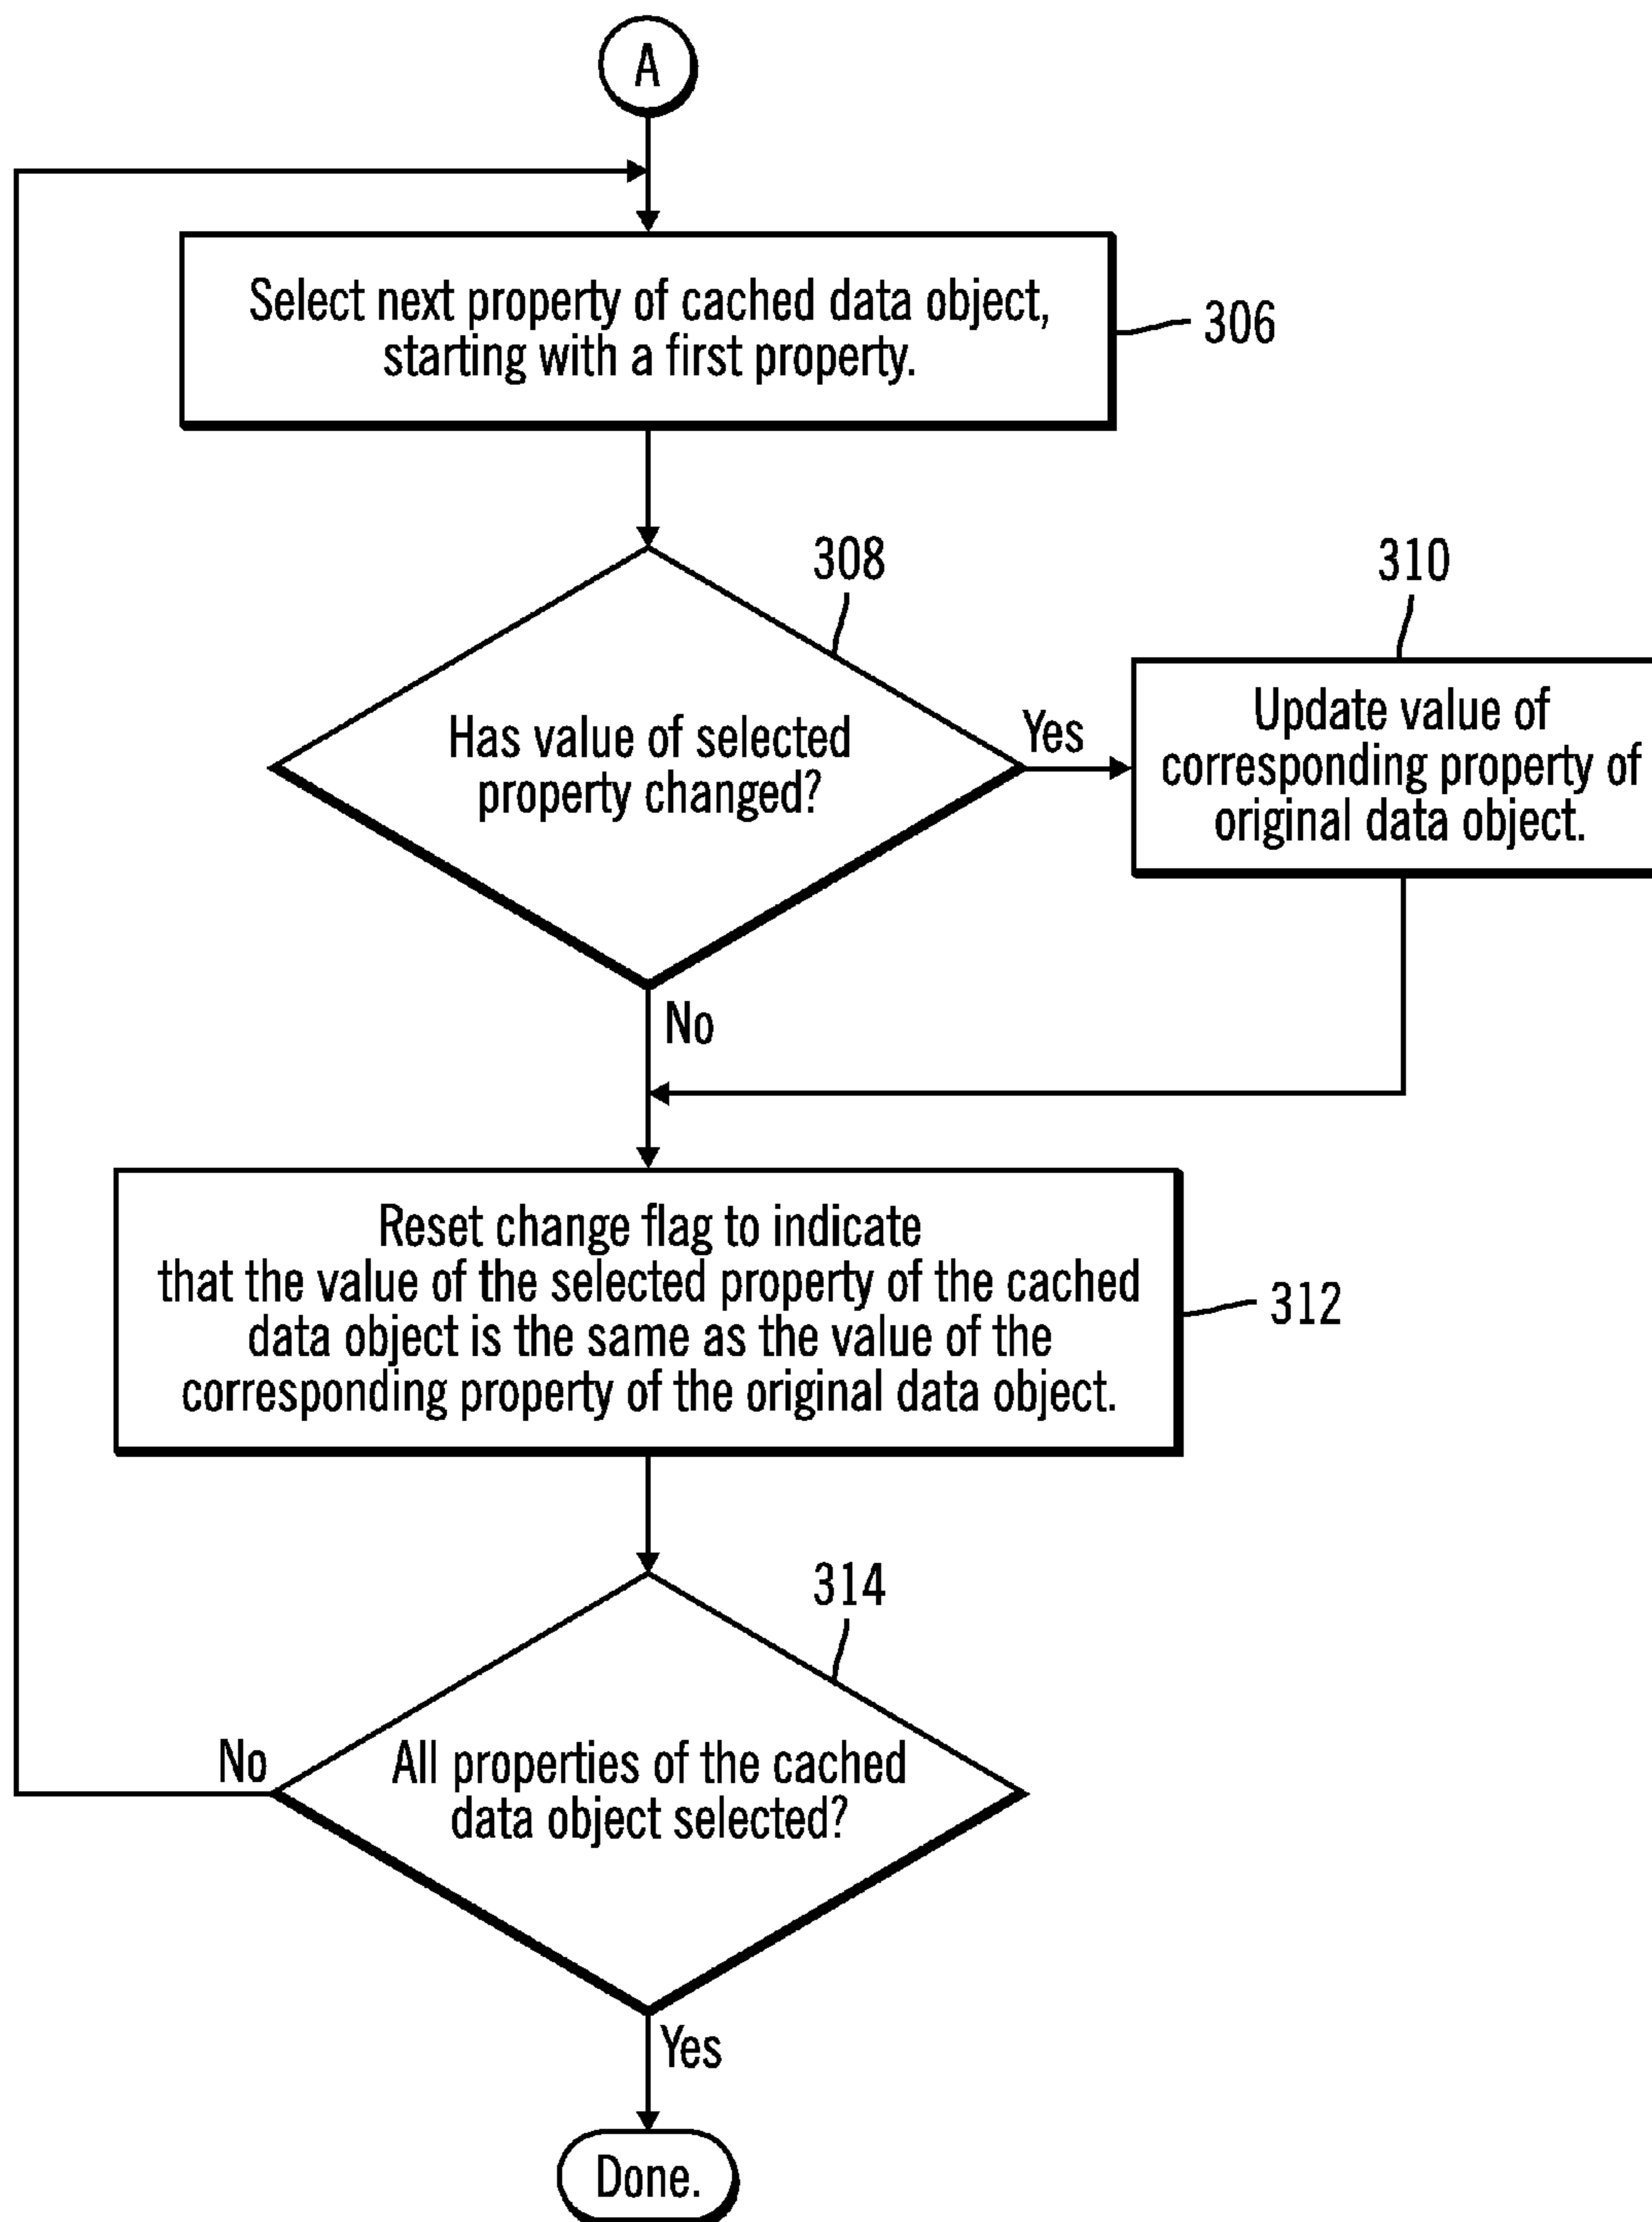 A
Select next property of cached data object,
starting with a first property.
306
308
Has value of selected
property changed?
Yes
310
Update value of
corresponding property of
original data object.
No
Reset change flag to indicate
that the value of the selected property of the cached
data object is the same as the value of the
corresponding property of the original data object.
312
314
No
All properties of the cached
data object selected?
Yes
Done.